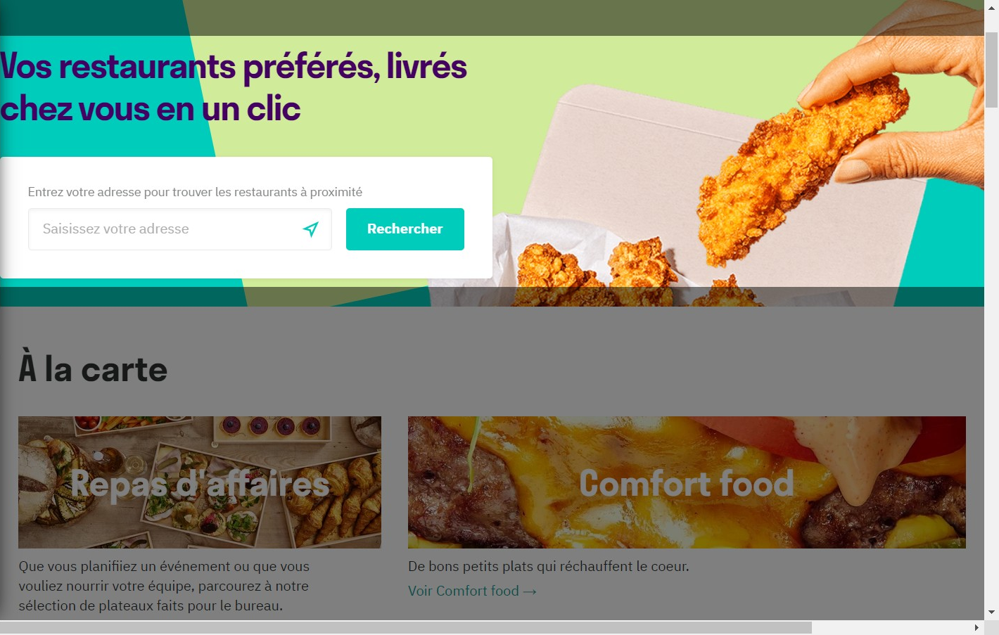 Vos restaurants préférés, livrés
chez vous en un clic
Entrez votre adresse pour trouver les restaurants à proximité
Saisissez votre adresse
Rechercher
À la carte
Repas d'affaires
Comfort food
Que vous planifiiez un événement ou que vous
vouliez nourrir votre équipe, parcourez à notre
sélection de plateaux faits pour le bureau.
De bons petits plats qui réchauffent le coeur.
Voir Comfort food →